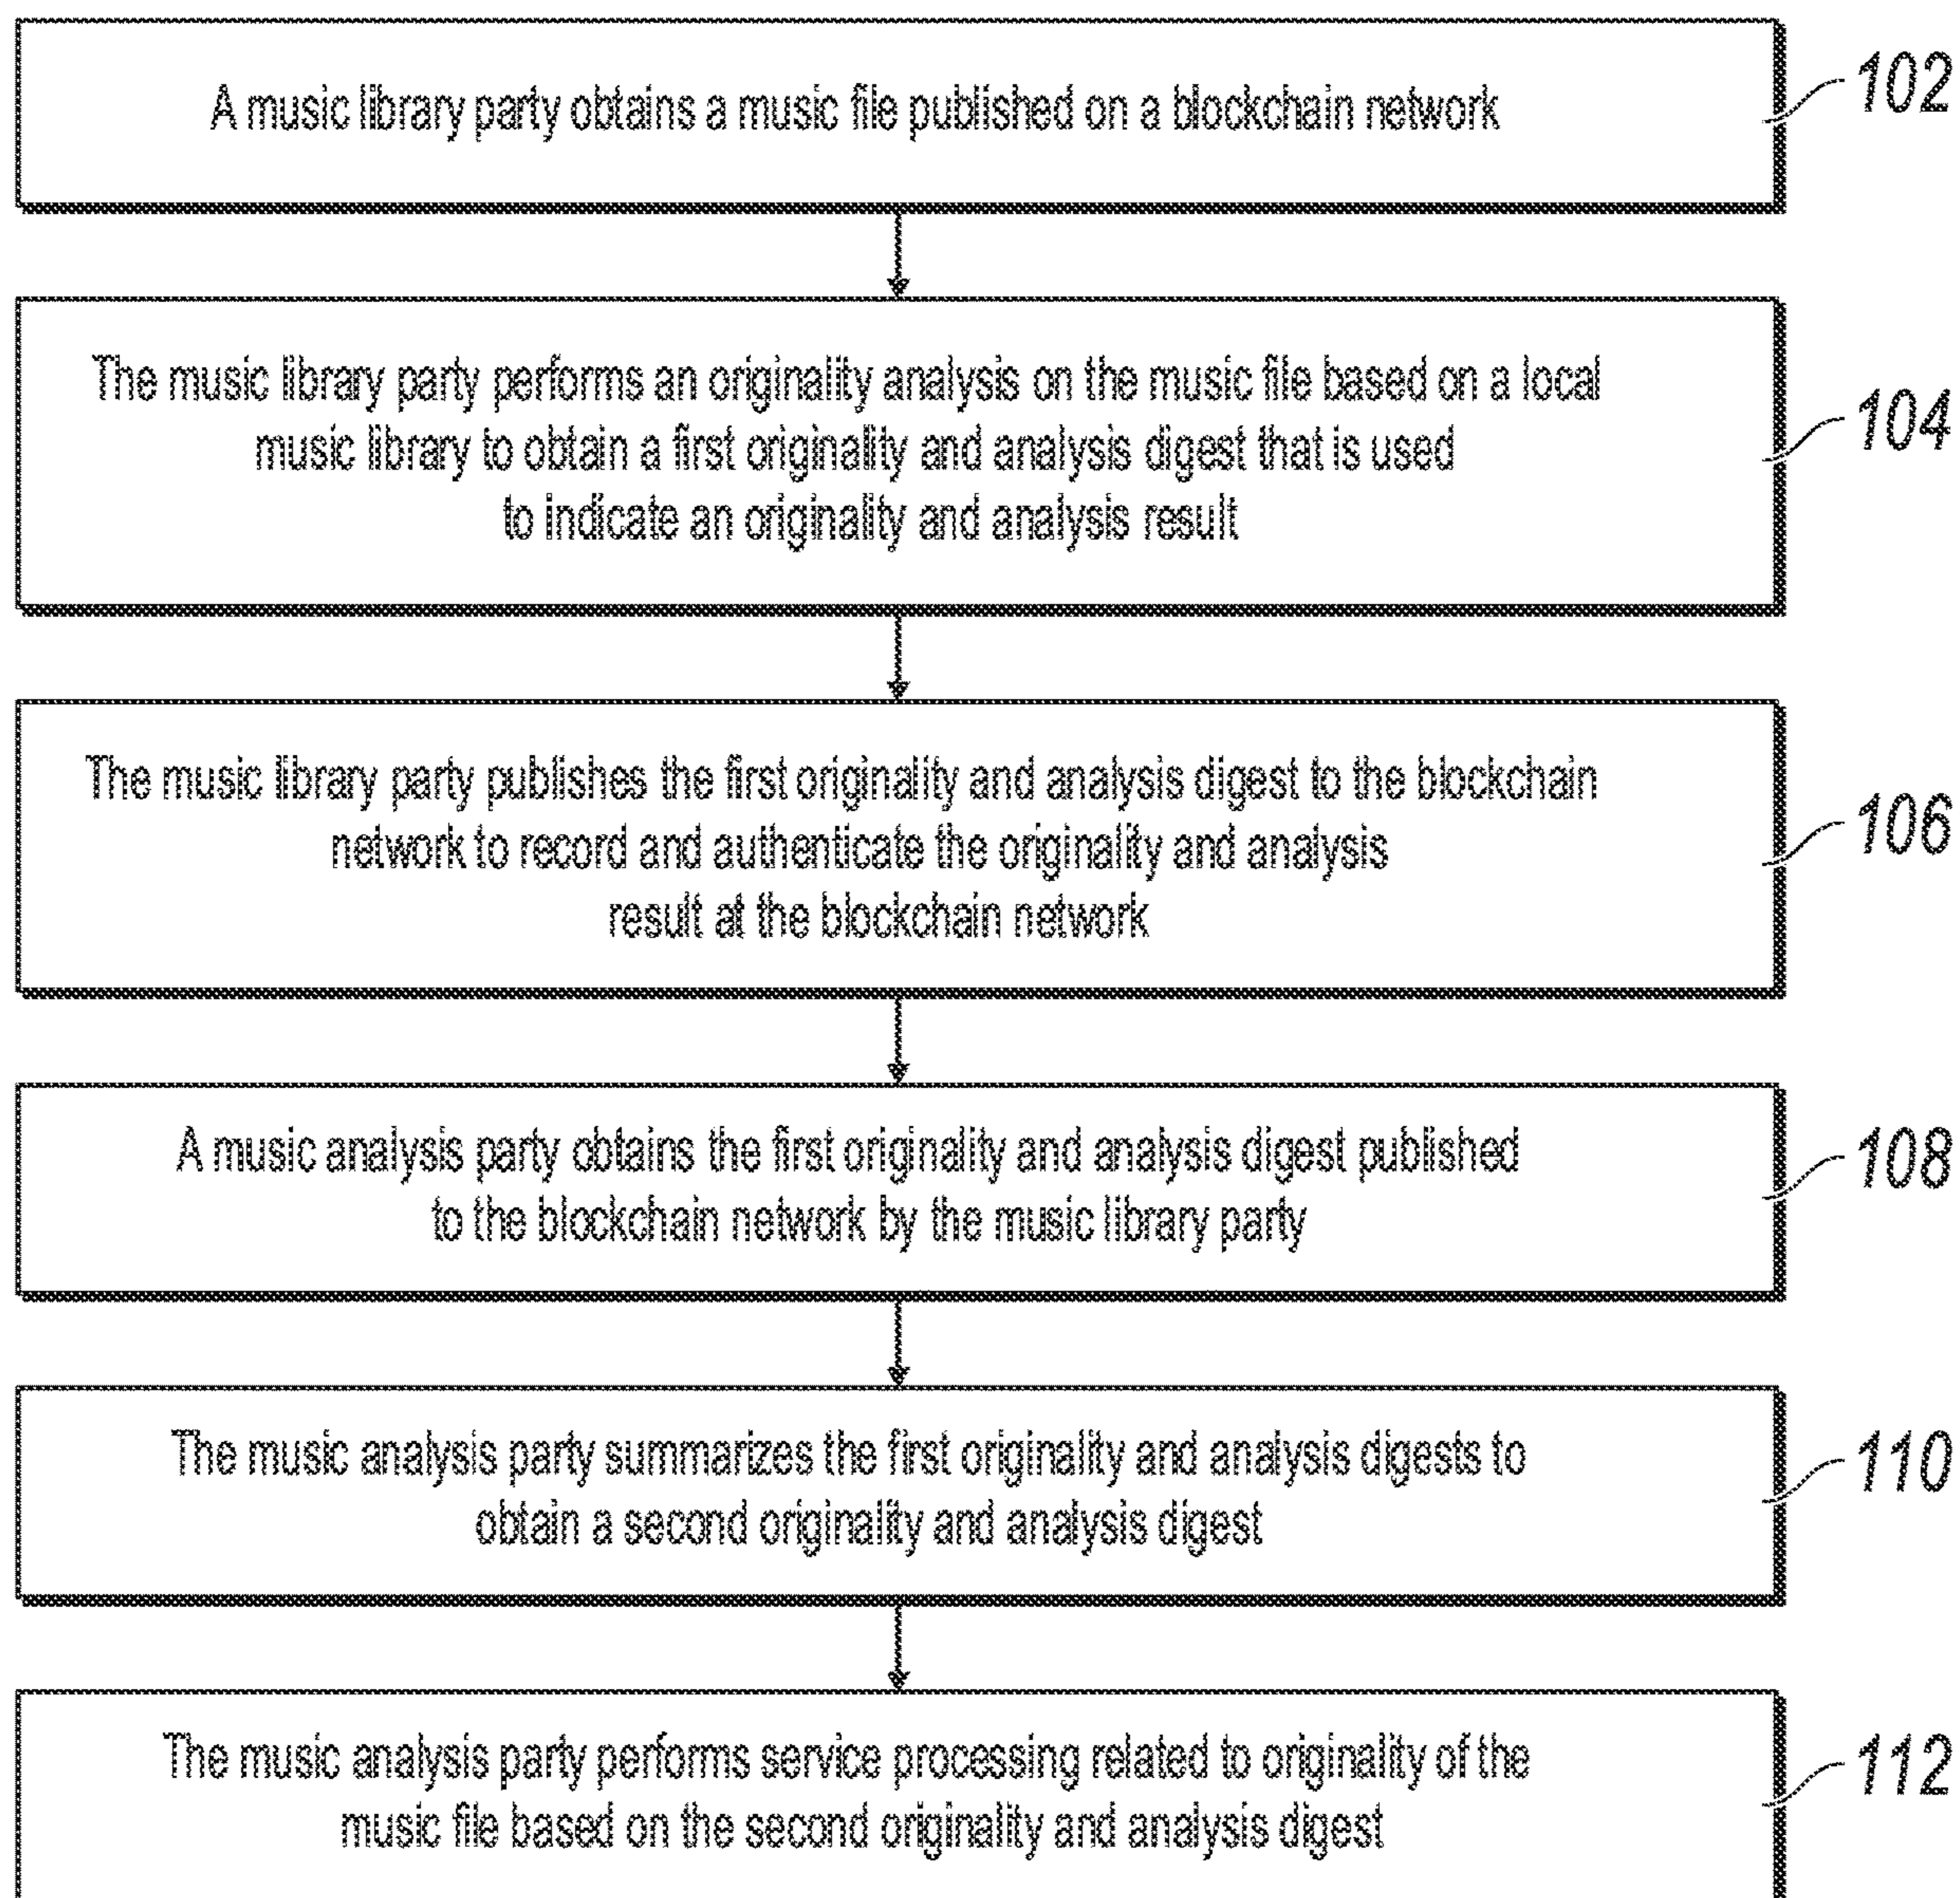 A music library party obtains a music file published on a blockchain network
102
The music library party performs an originality analysis on the music file based on a local
music library to obtain a first originality and analysis digest that is used
to indicate an originality and analysis result
104
The music library party publishes the first originality and analysis digest to the blockchain
network to record and authenticate the originality and analysis
result at the blockchain network
106
A music analysis party obtains the first originality and analysis digest published
to the blockchain network by the music library party
108
The music analysis party summarizes the first originality and analysis digests to
obtain a second originality and analysis digest
110
The music analysis party performs service processing related to originality of the
music file based on the second originality and analysis digest
112